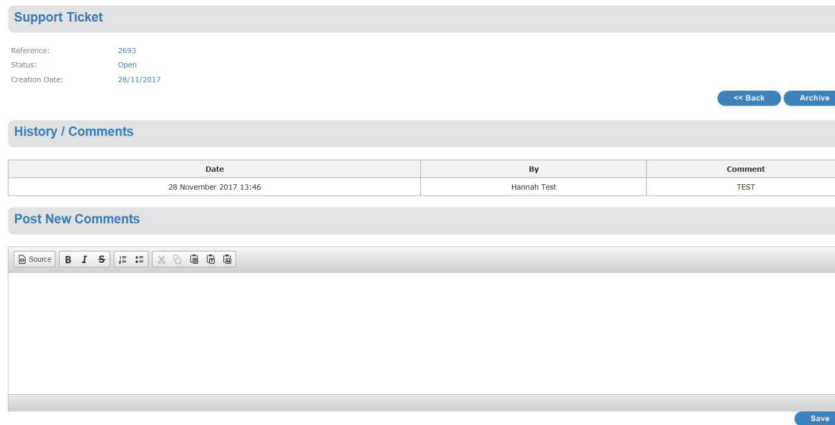 Support Ticket
Reference: 2693
Status: Open
Creation Date: 28/11/2017
<< Back Archive
History / Comments
Date By Comment
28 November 2017 13:46 Hannah Test TEST
Post New Comments
Source B I S
Save